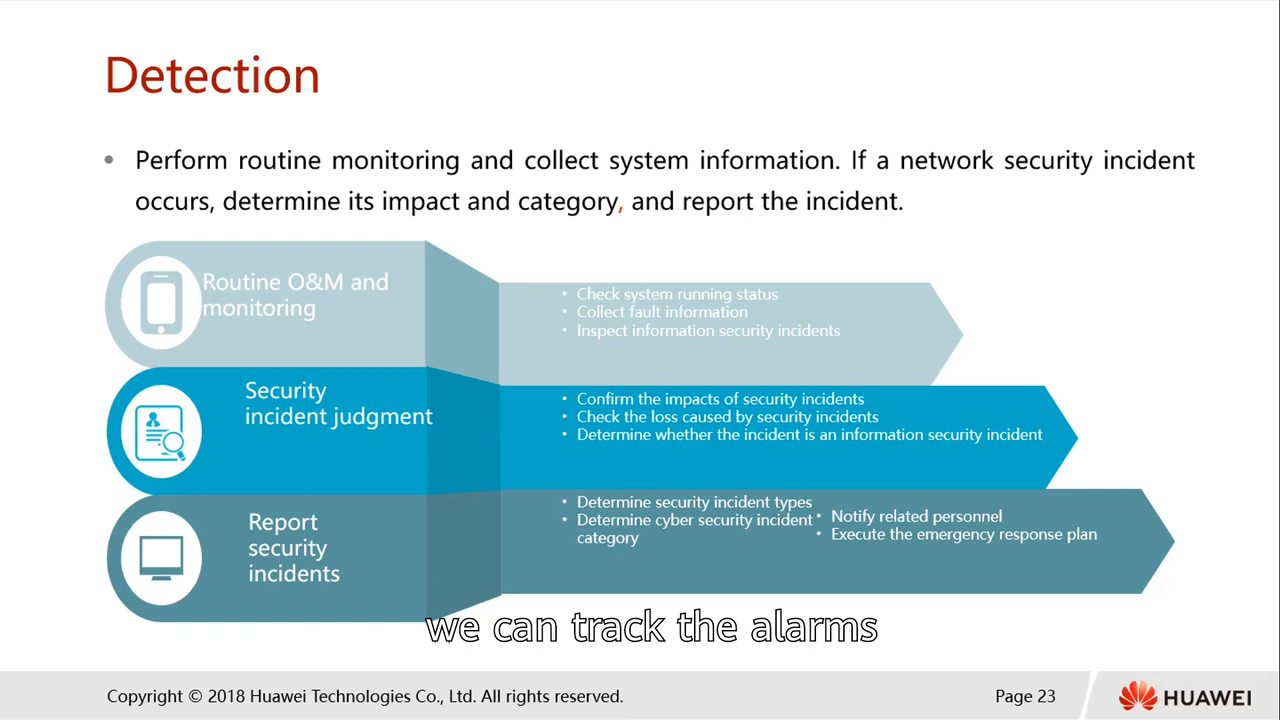 Detection
• Perform routine monitoring and collect system information. If a network security incident
occurs, determine its impact and category, and report the incident.
Routine O&M and
monitoring
• Check system running status
• Collect fault information
• Inspect information security incidents
Security
incident judgment
• Confirm the impacts of security incidents
• Check the loss caused by security incidents
• Determine whether the incident is an information security incident
Report
security
incidents
• Determine security incident types
• Determine cyber security incident
category
• Notify related personnel
• Execute the emergency response plan
we can track the alarms
Copyright © 2018 Huawei Technologies Co., Ltd. All rights reserved.
Page 23
HUAWEI